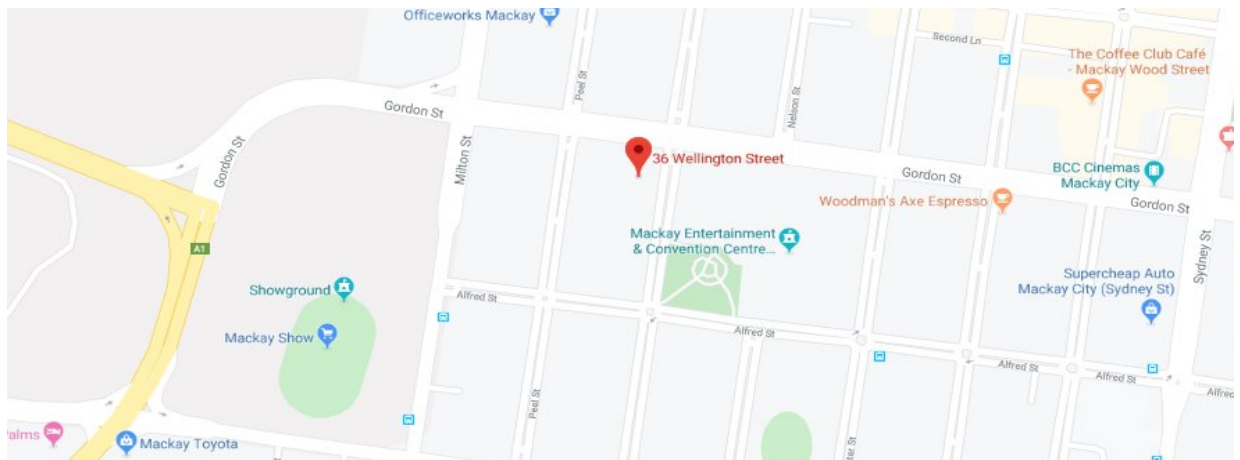 Officeworks Mackay
Second Ln
The Coffee Club Café
- Mackay Wood Street
Peel St
Nelson St
Gordon St
Milton St
36 Wellington Street
Gordon St
BCC Cinemas
Mackay City
Gordon St
Woodman's Axe Espresso
Gordon St
A1
Mackay Entertainment
& Convention Centre...
Sydney St
Supercheap Auto
Mackay City (Sydney St)
Showground
Alfred St
Mackay Show
Alfred St
Alfred St
Alfred St
Alfred St
Peel St
Palms
Mackay Toyota